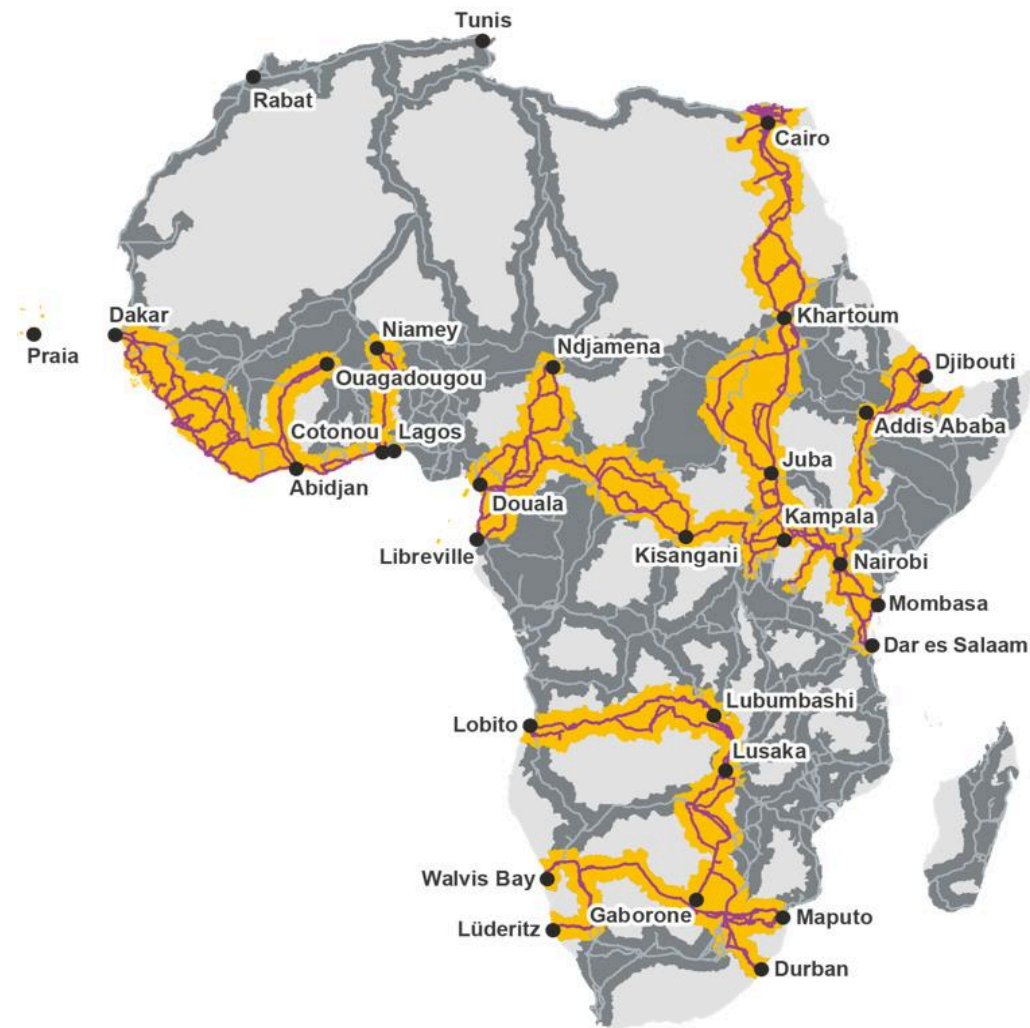 Tunis
Rabat
Cairo
Dakar
Praia
Niamey
Khartoum
Ndjamena
Ouagadougou
Djibouti
Cotonou
Lagos
Addis Ababa
Abidjan
Juba
Douala
Kampala
Libreville
Kisangani
Nairobi
Mombasa
Dar es Salaam
Lubumbashi
Lobito
Lusaka
Walvis Bay
Gaborone
Maputo
Lüderitz
Durban